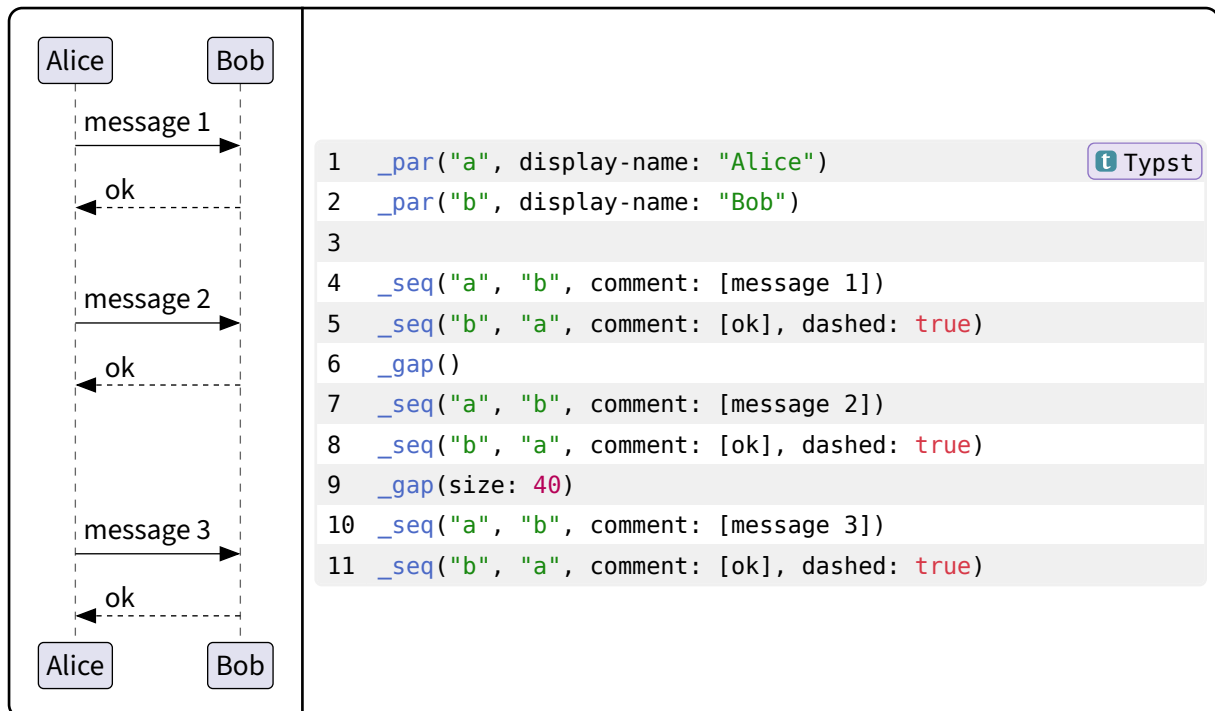 Alice Bob
message 1
ok
message 2
ok
message 3
ok
Alice Bob
1 _par("a", display-name: "Alice")
Typst
2 _par("b", display-name: "Bob")
3
4 _seq("a", "b", comment: [message 1])
5 _seq("b", "a", comment: [ok], dashed: true)
6 _gap()
7 _seq("a", "b", comment: [message 2])
8 _seq("b", "a", comment: [ok], dashed: true)
9 _gap(size: 40)
10 _seq("a", "b", comment: [message 3])
11 _seq("b", "a", comment: [ok], dashed: true)